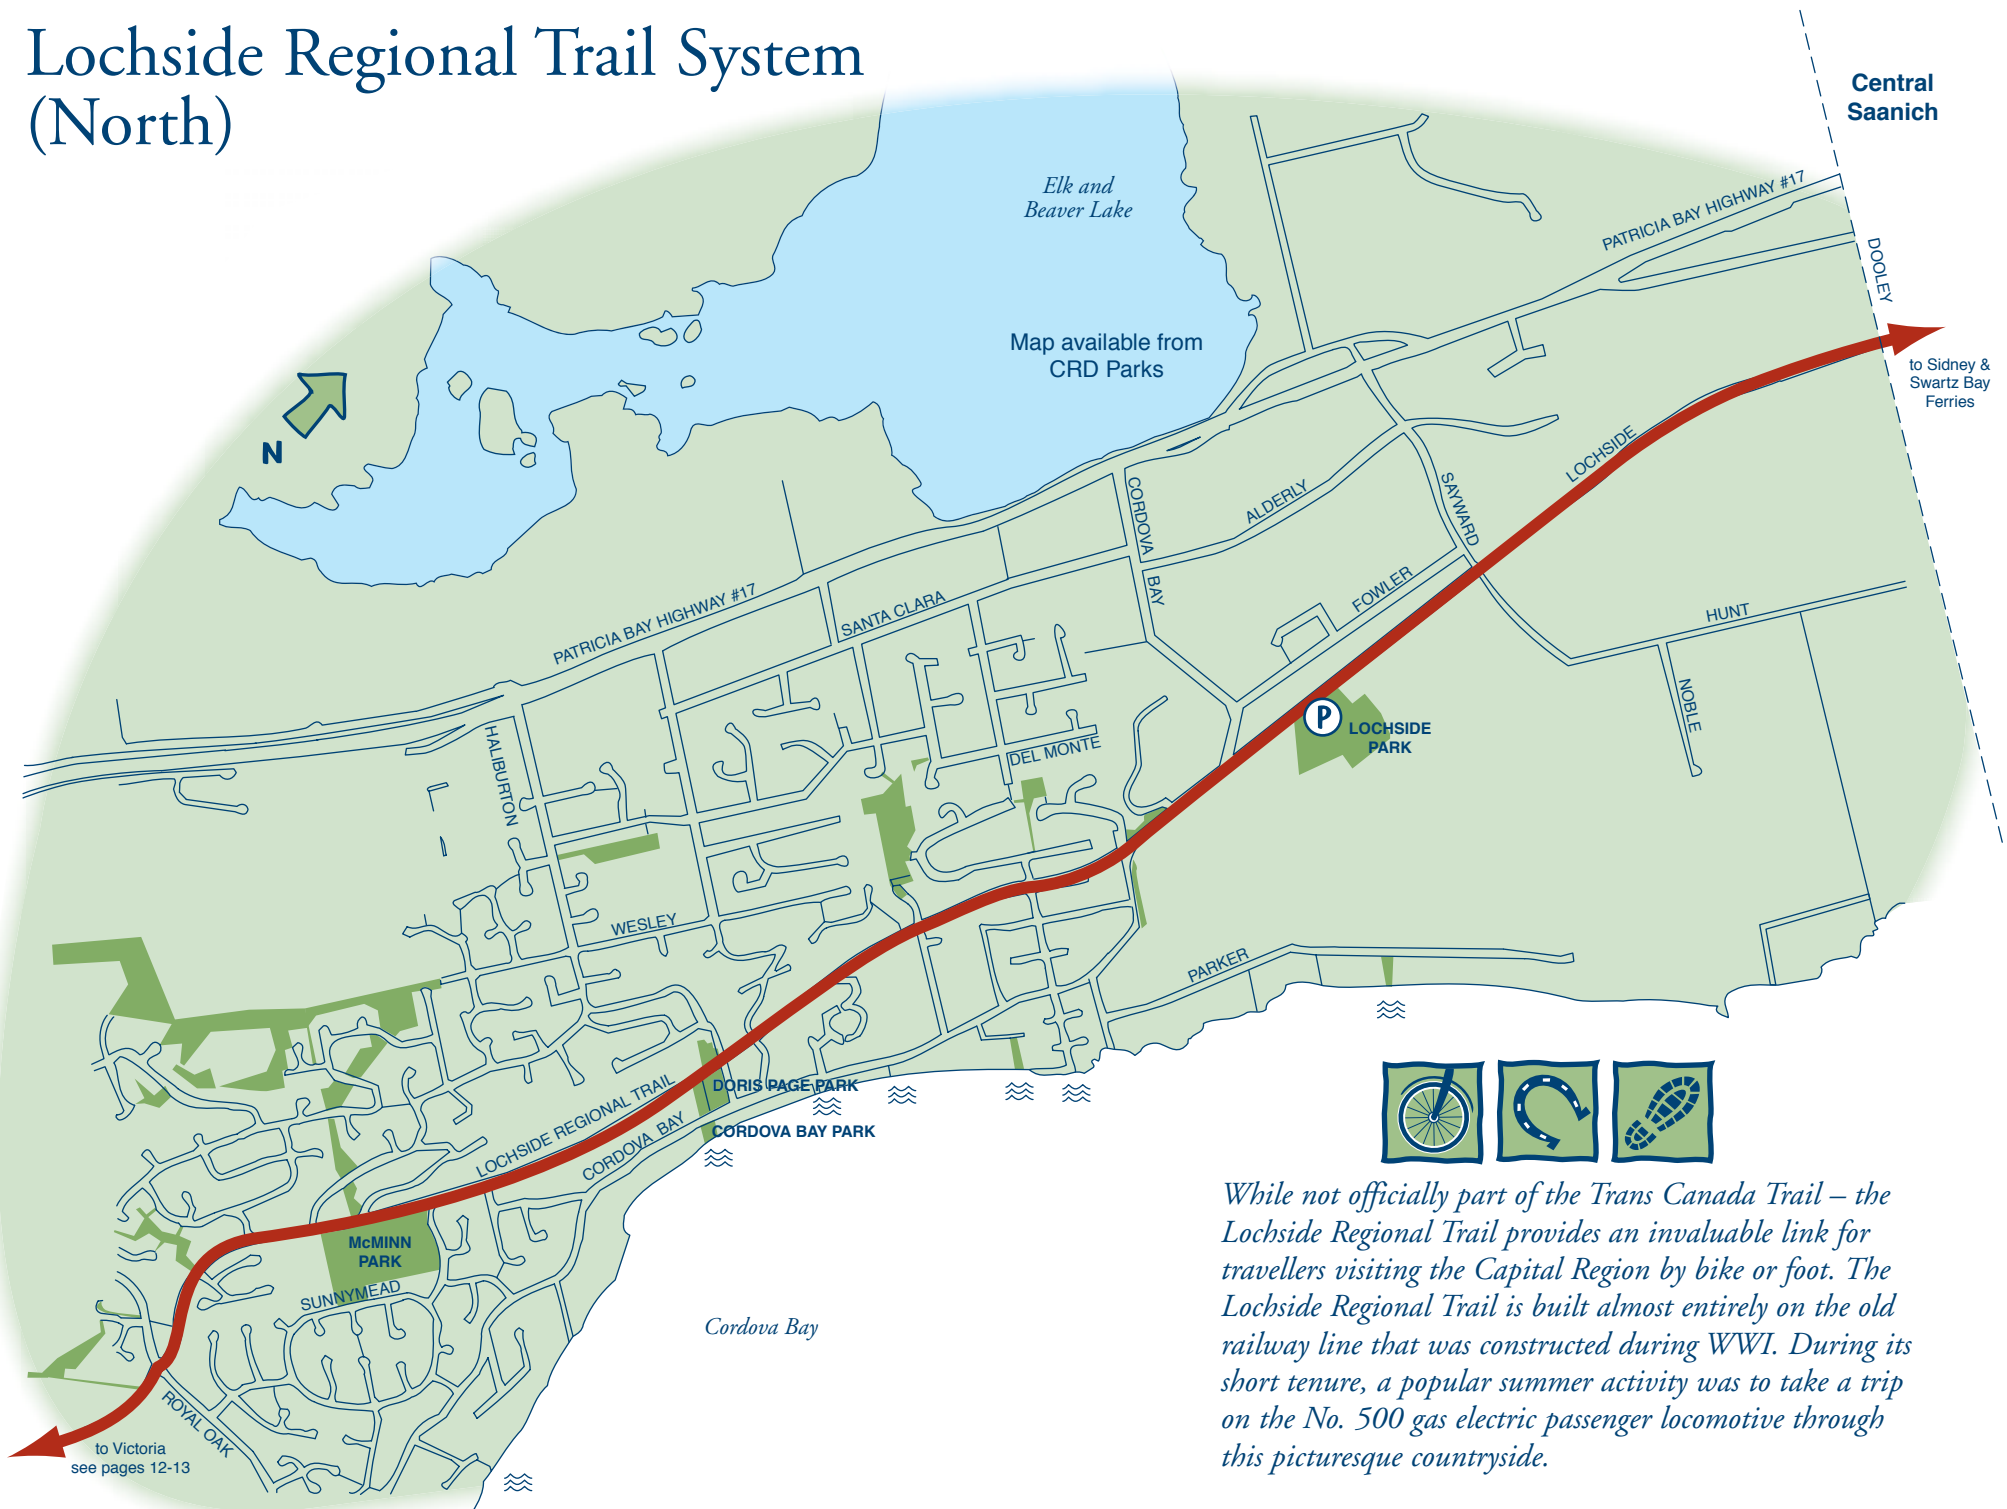 Lochside Regional Trail System
(North)
Central
Saanich
Elk and
Beaver Lake
PATRICIA BAY HIGHWAY #17
DOOLEY
Map available from
CRD Parks
to Sidney &
Swartz Bay
Ferries
N
LOCHSIDE
CORDOVA
BAY
ALDERLY
SAYWARD
FOWLER
PATRICIA BAY HIGHWAY #17
SANTA CLARA
HUNT
NOBLE
P
LOCHSIDE
PARK
HALIBURTON
DEL MONTE
WESLEY
PARKER
DORIS PAGE PARK
LOCHSIDE REGIONAL TRAIL
CORDOVA BAY
CORDOVA BAY PARK
McMINN
PARK
SUNNYMEAD
Cordova Bay
ROYAL OAK
to Victoria
see pages 12-13
While not officially part of the Trans Canada Trail – the
Lochside Regional Trail provides an invaluable link for
travellers visiting the Capital Region by bike or foot. The
Lochside Regional Trail is built almost entirely on the old
railway line that was constructed during WWI. During its
short tenure, a popular summer activity was to take a trip
on the No. 500 gas electric passenger locomotive through
this picturesque countryside.